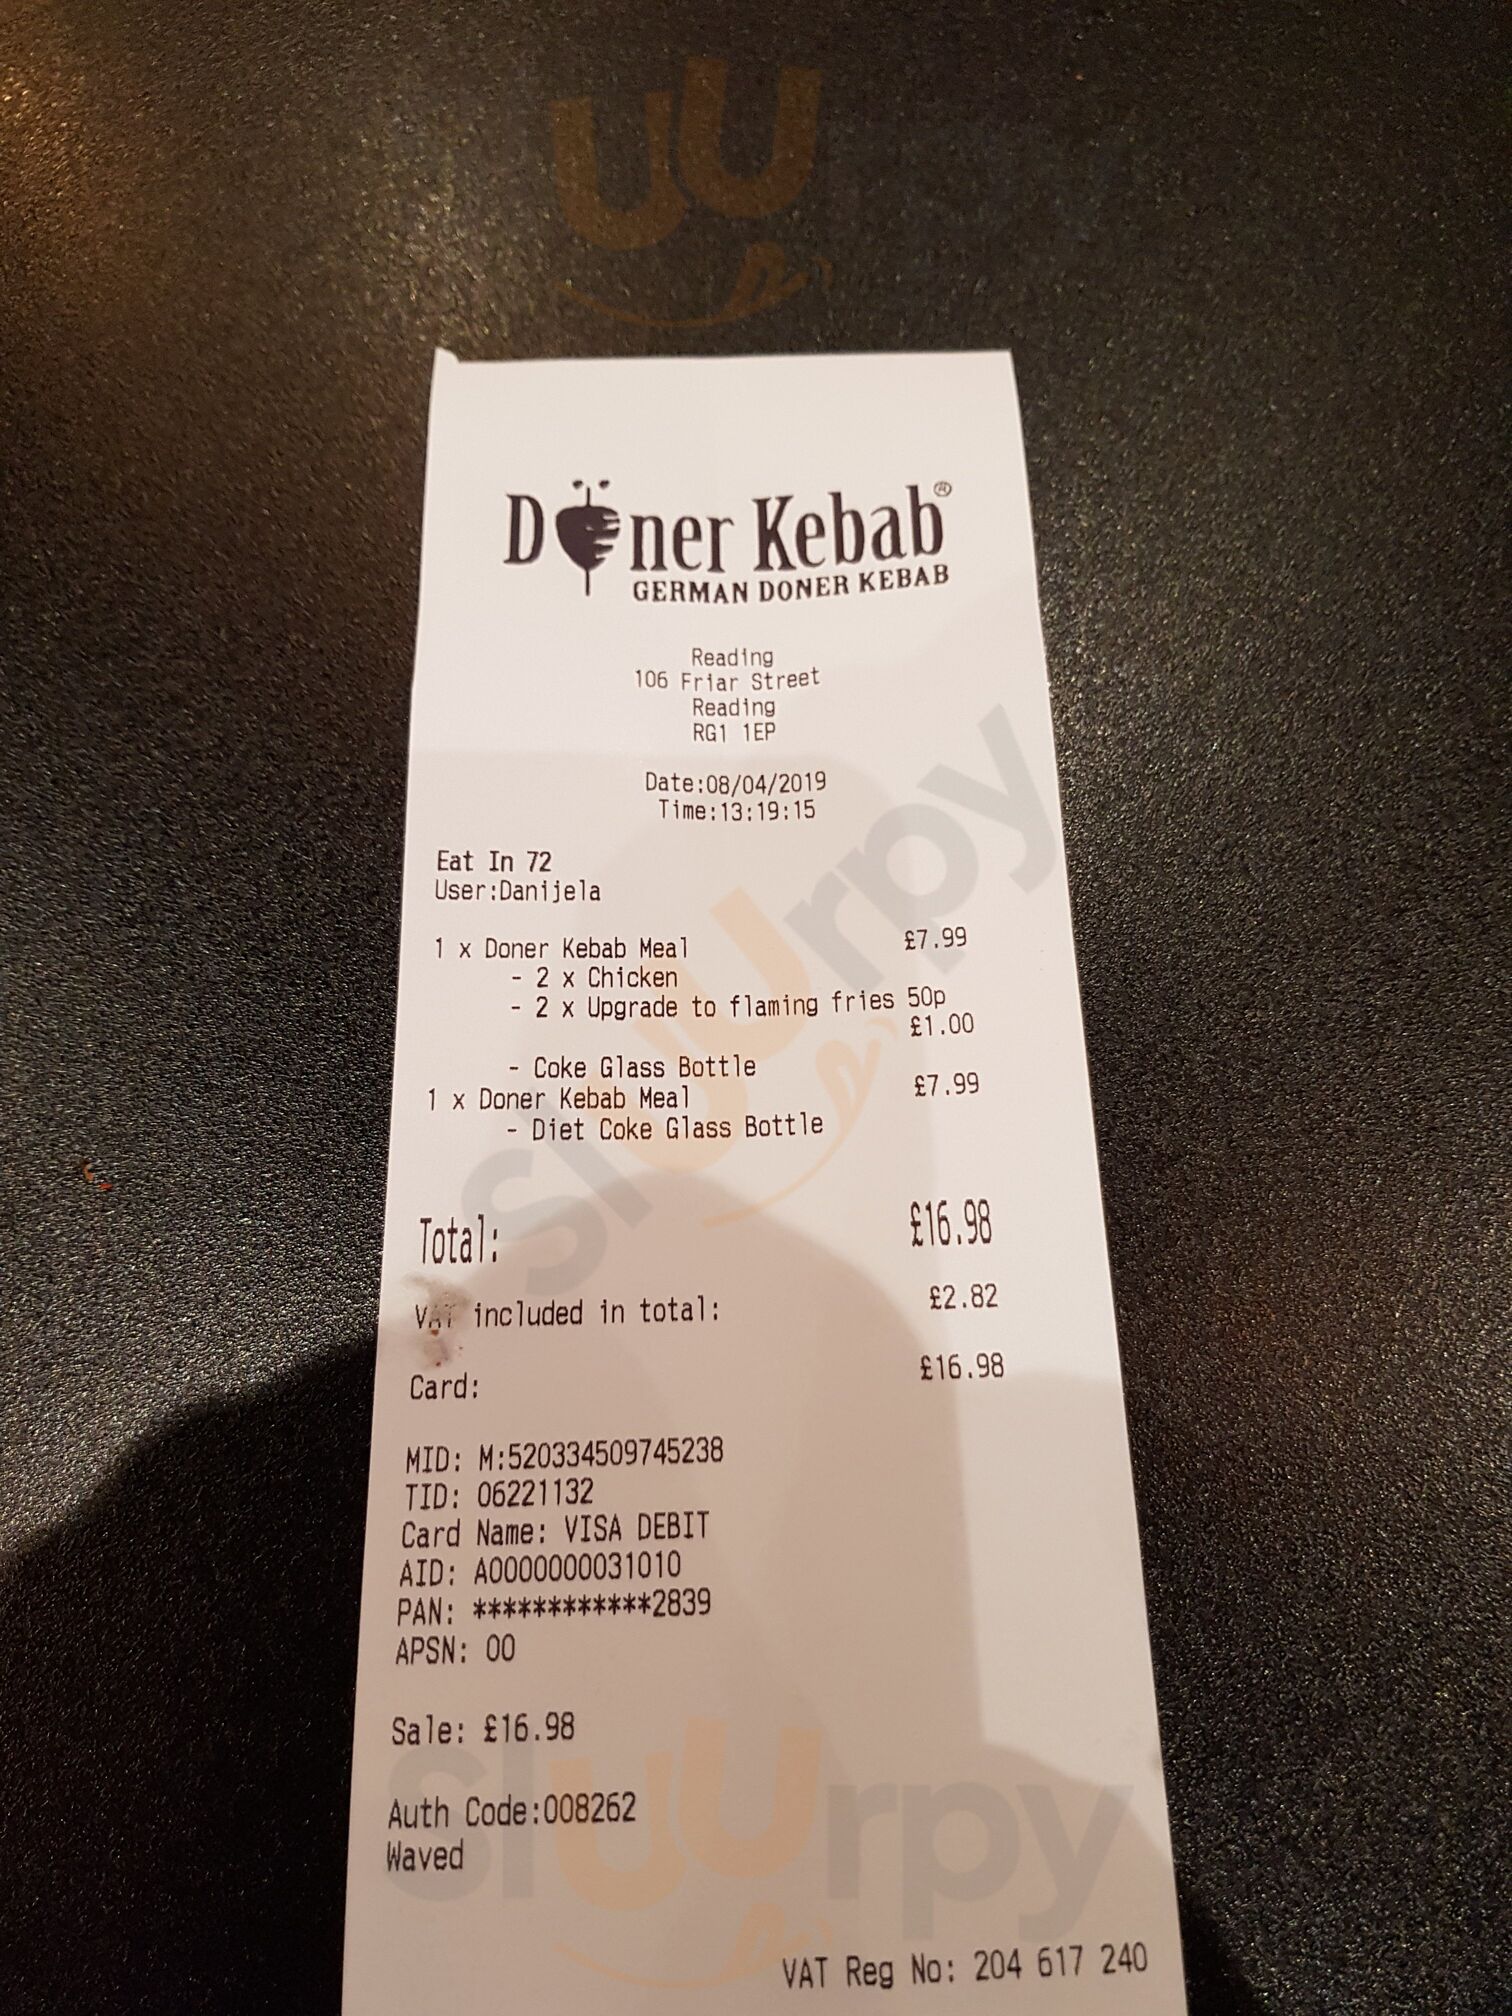 Döner Kebab®
GERMAN DONER KEBAB
Reading
106 Friar Street
Reading
RG1 1EP
Date:08/04/2019
Time:13:19:15
Eat In 72
User:Danijela
1 x Doner Kebab Meal £7.99
- 2 x Chicken
- 2 x Upgrade to flaming fries 50p
£1.00
- Coke Glass Bottle
1 x Doner Kebab Meal £7.99
- Diet Coke Glass Bottle
Total: £16.98
VAT included in total: £2.82
Card: £16.98
MID: M:520334509745238
TID: 06221132
Card Name: VISA DEBIT
AID: A0000000031010
PAN: ************2839
APSN: 00
Sale: £16.98
Auth Code:008262
Waved
VAT Reg No: 204 617 240
sluurpy
sluurpy